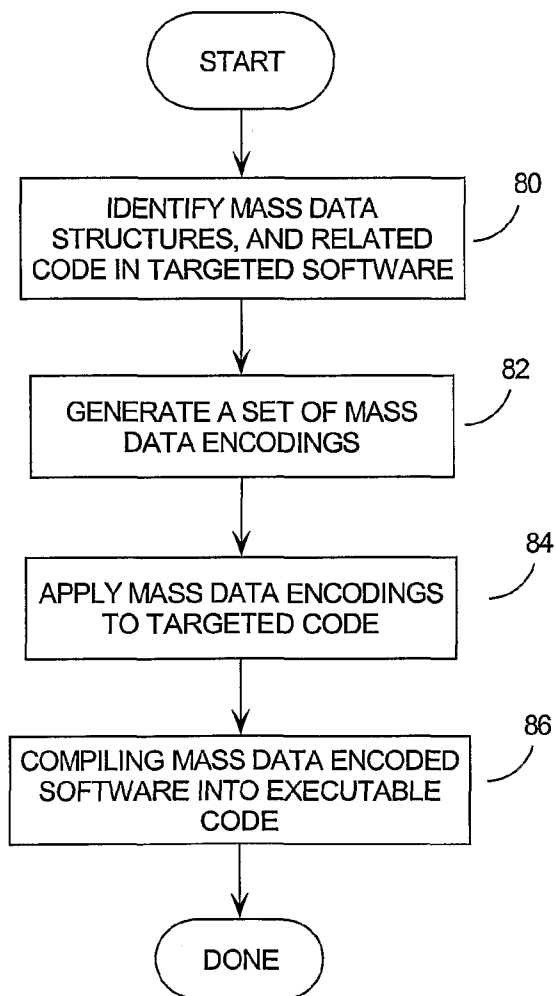 START
IDENTIFY MASS DATA
STRUCTURES, AND RELATED
CODE IN TARGETED SOFTWARE
80
GENERATE A SET OF MASS
DATA ENCODINGS
82
APPLY MASS DATA ENCODINGS
TO TARGETED CODE
84
COMPILING MASS DATA ENCODED
SOFTWARE INTO EXECUTABLE
CODE
86
DONE